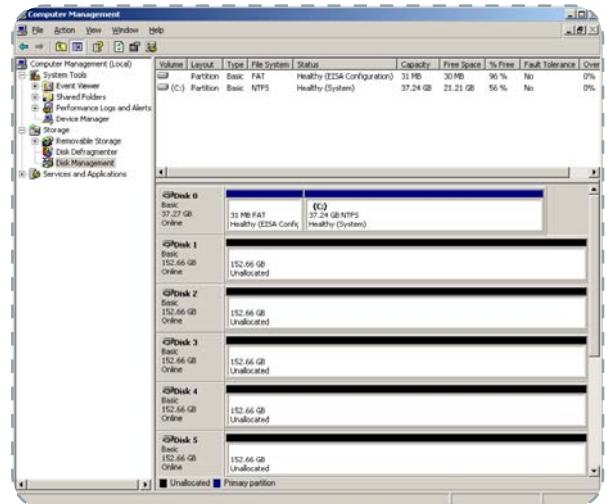 Computer Management
File Action View Window Help
Computer Management (Local)
System Tools
Event Viewer
Shared Folders
Performance Logs and Alerts
Device Manager
Storage
Removable Storage
Disk Defragmenter
Disk Management
Services and Applications
Volume Layout Type File System Status Capacity Free Space % Free Fault Tolerance Over
Partition Basic FAT Healthy (EISA Configuration) 31 MB 30 MB 96 % No 0%
(C:) Partition Basic NTFS Healthy (System) 37.24 GB 21.21 GB 56 % No 0%
Disk 0
Basic
37.27 GB
Online
31 MB FAT
Healthy (EISA Config
(C:)
37.24 GB NTFS
Healthy (System)
Disk 1
Basic
152.66 GB
Online
152.66 GB
Unallocated
Disk 2
Basic
152.66 GB
Online
152.66 GB
Unallocated
Disk 3
Basic
152.66 GB
Online
152.66 GB
Unallocated
Disk 4
Basic
152.66 GB
Online
152.66 GB
Unallocated
Disk 5
Basic
152.66 GB
Online
152.66 GB
Unallocated
Unallocated Primary partition